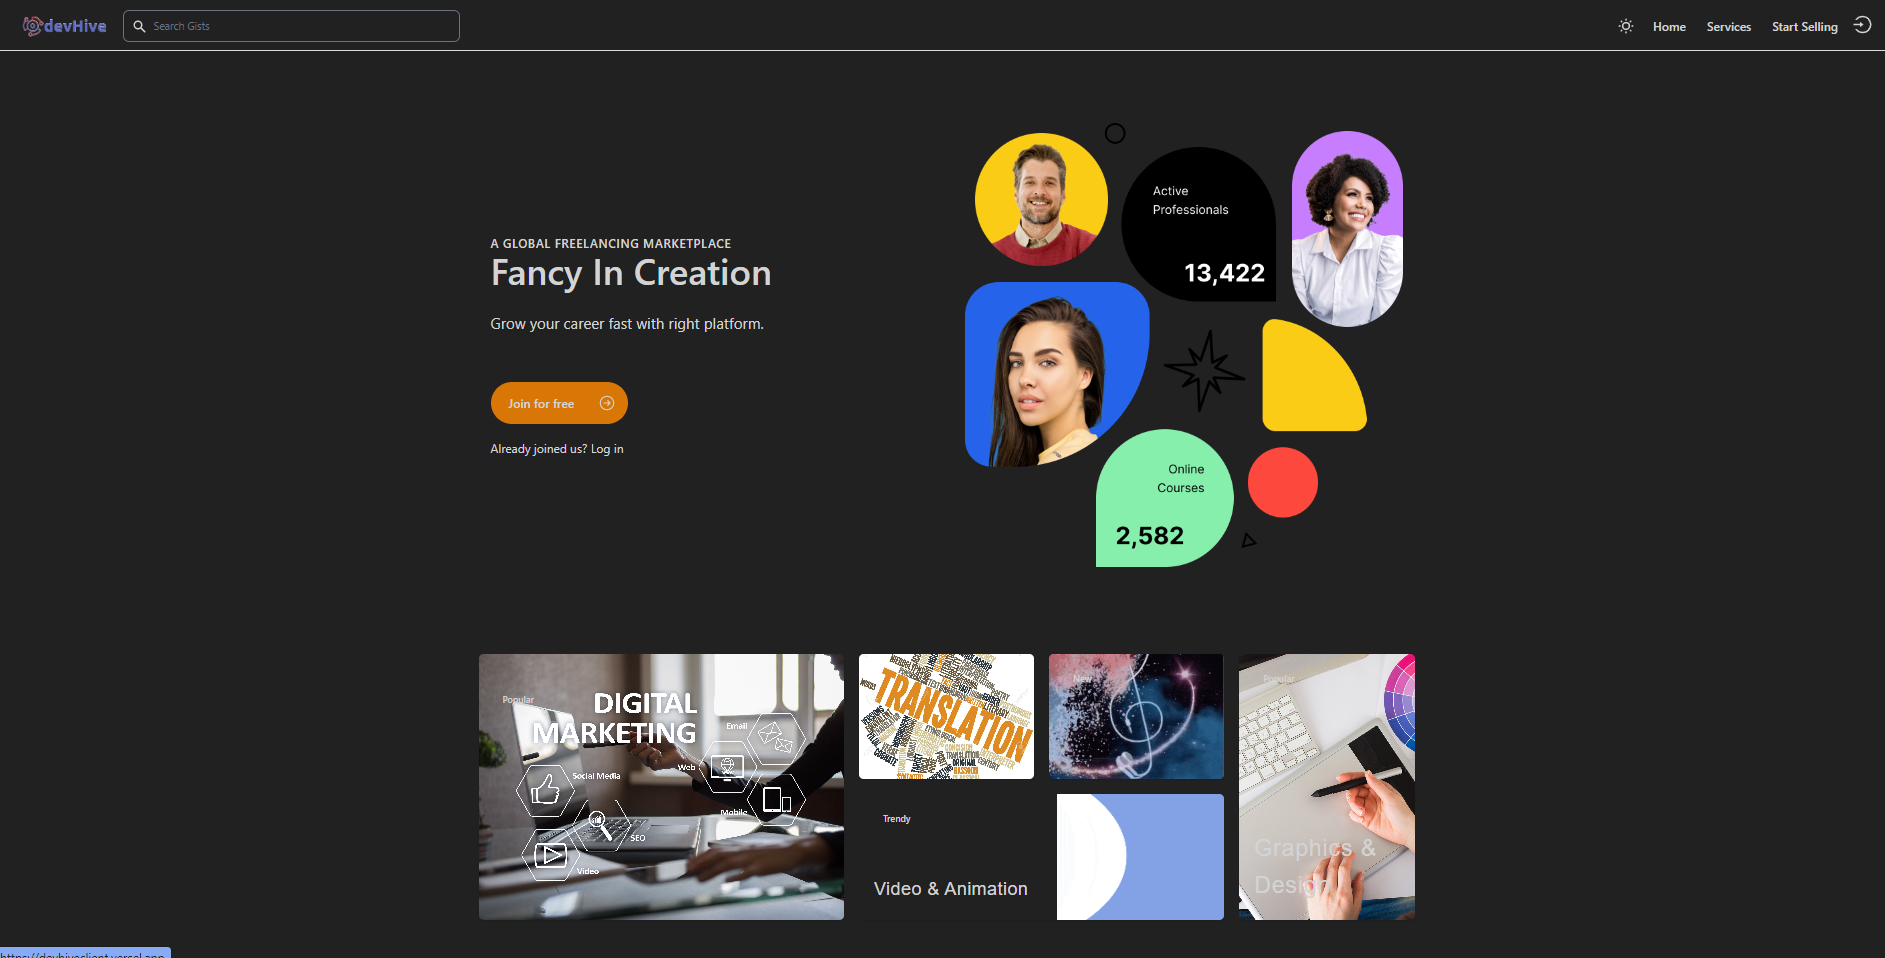 devHive
Search Gists
Home
Services
Start Selling
A GLOBAL FREELANCING MARKETPLACE
Fancy In Creation
Grow your career fast with right platform.
Join for free
Already joined us? Log in
Active
Professionals
13,422
Online
Courses
2,582
Popular
DIGITAL
MARKETING
Email
Web
Social Media
Mobile
SEO
Video
TRANSLATION
New
Trendy
Video & Animation
Popular
Graphics &
Design
https://devhiveclient.vercel.app